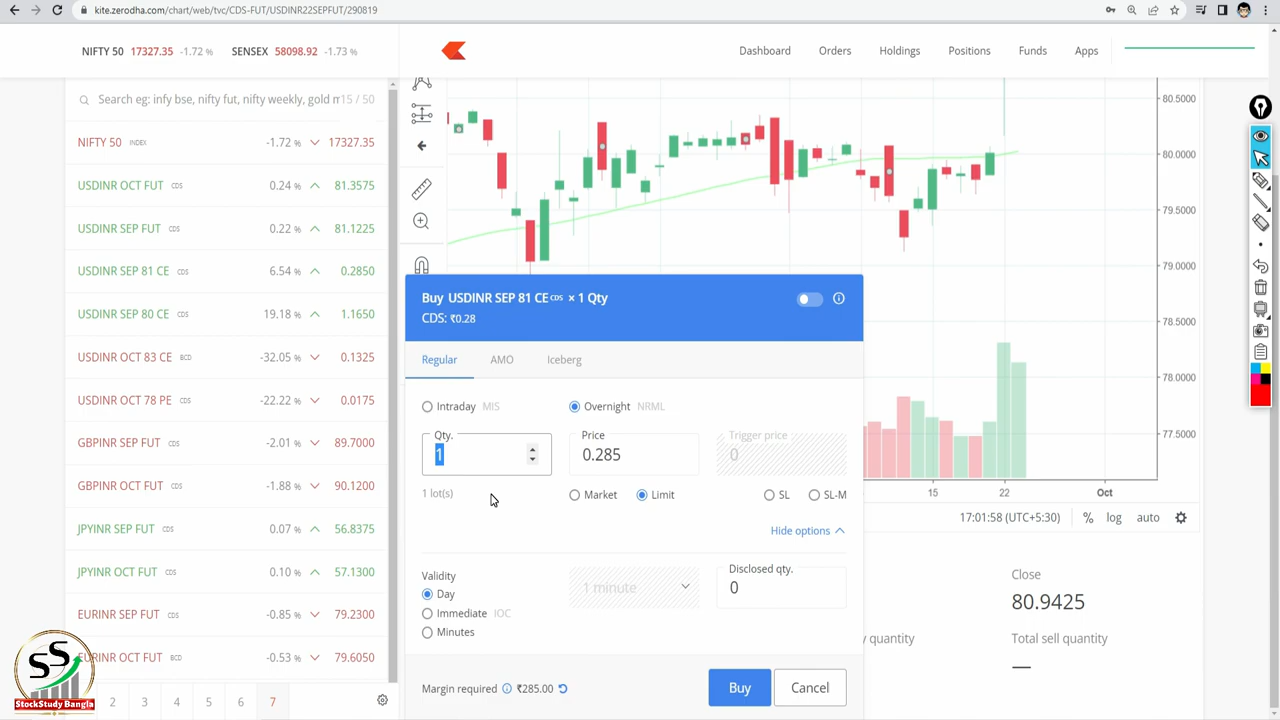 kite.zerodha.com/chart/web/tvc/CDS-FUT/USDINR22SEPFUT/290819
NIFTY 50 17327.35 -1.72 % SENSEX 58098.92 -1.73 %
Dashboard Orders Holdings Positions Funds Apps
Search eg: infy bse, nifty fut, nifty weekly, gold m 15 / 50
NIFTY 50 INDEX -1.72 % 17327.35
USDINR OCT FUT CDS 0.24 % 81.3575
USDINR SEP FUT CDS 0.22 % 81.1225
USDINR SEP 81 CE CDS 6.54 % 0.2850
USDINR SEP 80 CE CDS 19.18 % 1.1650
USDINR OCT 83 CE BCD -32.05 % 0.1325
USDINR OCT 78 PE CDS -22.22 % 0.0175
GBPINR SEP FUT CDS -2.01 % 89.7000
GBPINR OCT FUT CDS -1.88 % 90.1200
JPYINR SEP FUT CDS 0.07 % 56.8375
JPYINR OCT FUT CDS 0.10 % 57.1300
EURINR SEP FUT CDS -0.85 % 79.2300
EURINR OCT FUT BCD -0.53 % 79.6050
2 3 4 5 6 7
SS
StockStudy Bangla
80.5000
80.0000
79.5000
79.0000
78.5000
78.0000
77.5000
15 22 Oct
17:01:58 (UTC+5:30) % log auto
Buy USDINR SEP 81 CE CDS × 1 Qty
CDS: ₹0.28
Regular AMO Iceberg
Intraday MIS Overnight NRML
Qty. Price Trigger price
1 0.285 0
1 lot(s) Market Limit SL SL-M
Hide options
Validity
Day
Immediate IOC
Minutes
1 minute
Disclosed qty.
0
Margin required ₹285.00
Buy Cancel
Close
80.9425
y quantity Total sell quantity
—